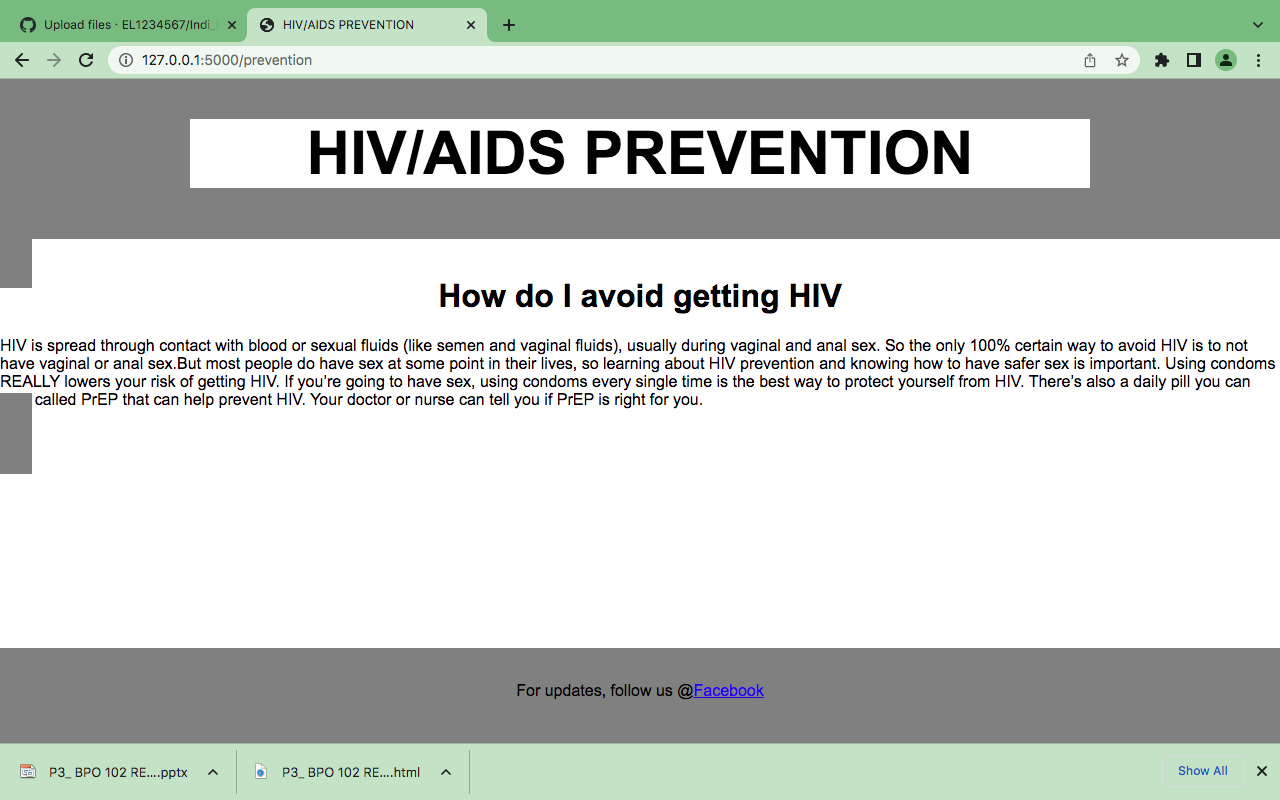 Upload files · EL1234567/Indi_
HIV/AIDS PREVENTION
127.0.0.1:5000/prevention
HIV/AIDS PREVENTION
How do I avoid getting HIV
HIV is spread through contact with blood or sexual fluids (like semen and vaginal fluids), usually during vaginal and anal sex. So the only 100% certain way to avoid HIV is to not
have vaginal or anal sex.But most people do have sex at some point in their lives, so learning about HIV prevention and knowing how to have safer sex is important. Using condoms
REALLY lowers your risk of getting HIV. If you’re going to have sex, using condoms every single time is the best way to protect yourself from HIV. There’s also a daily pill you can
called PrEP that can help prevent HIV. Your doctor or nurse can tell you if PrEP is right for you.
For updates, follow us @Facebook
P3_ BPO 102 RE....pptx
P3_ BPO 102 RE....html
Show All